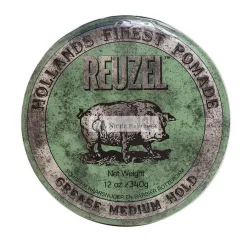 HOLLANDS FINEST POMADE
REUZEL
Net Weight
12 oz / 340g
GREASE MEDIUM HOLD